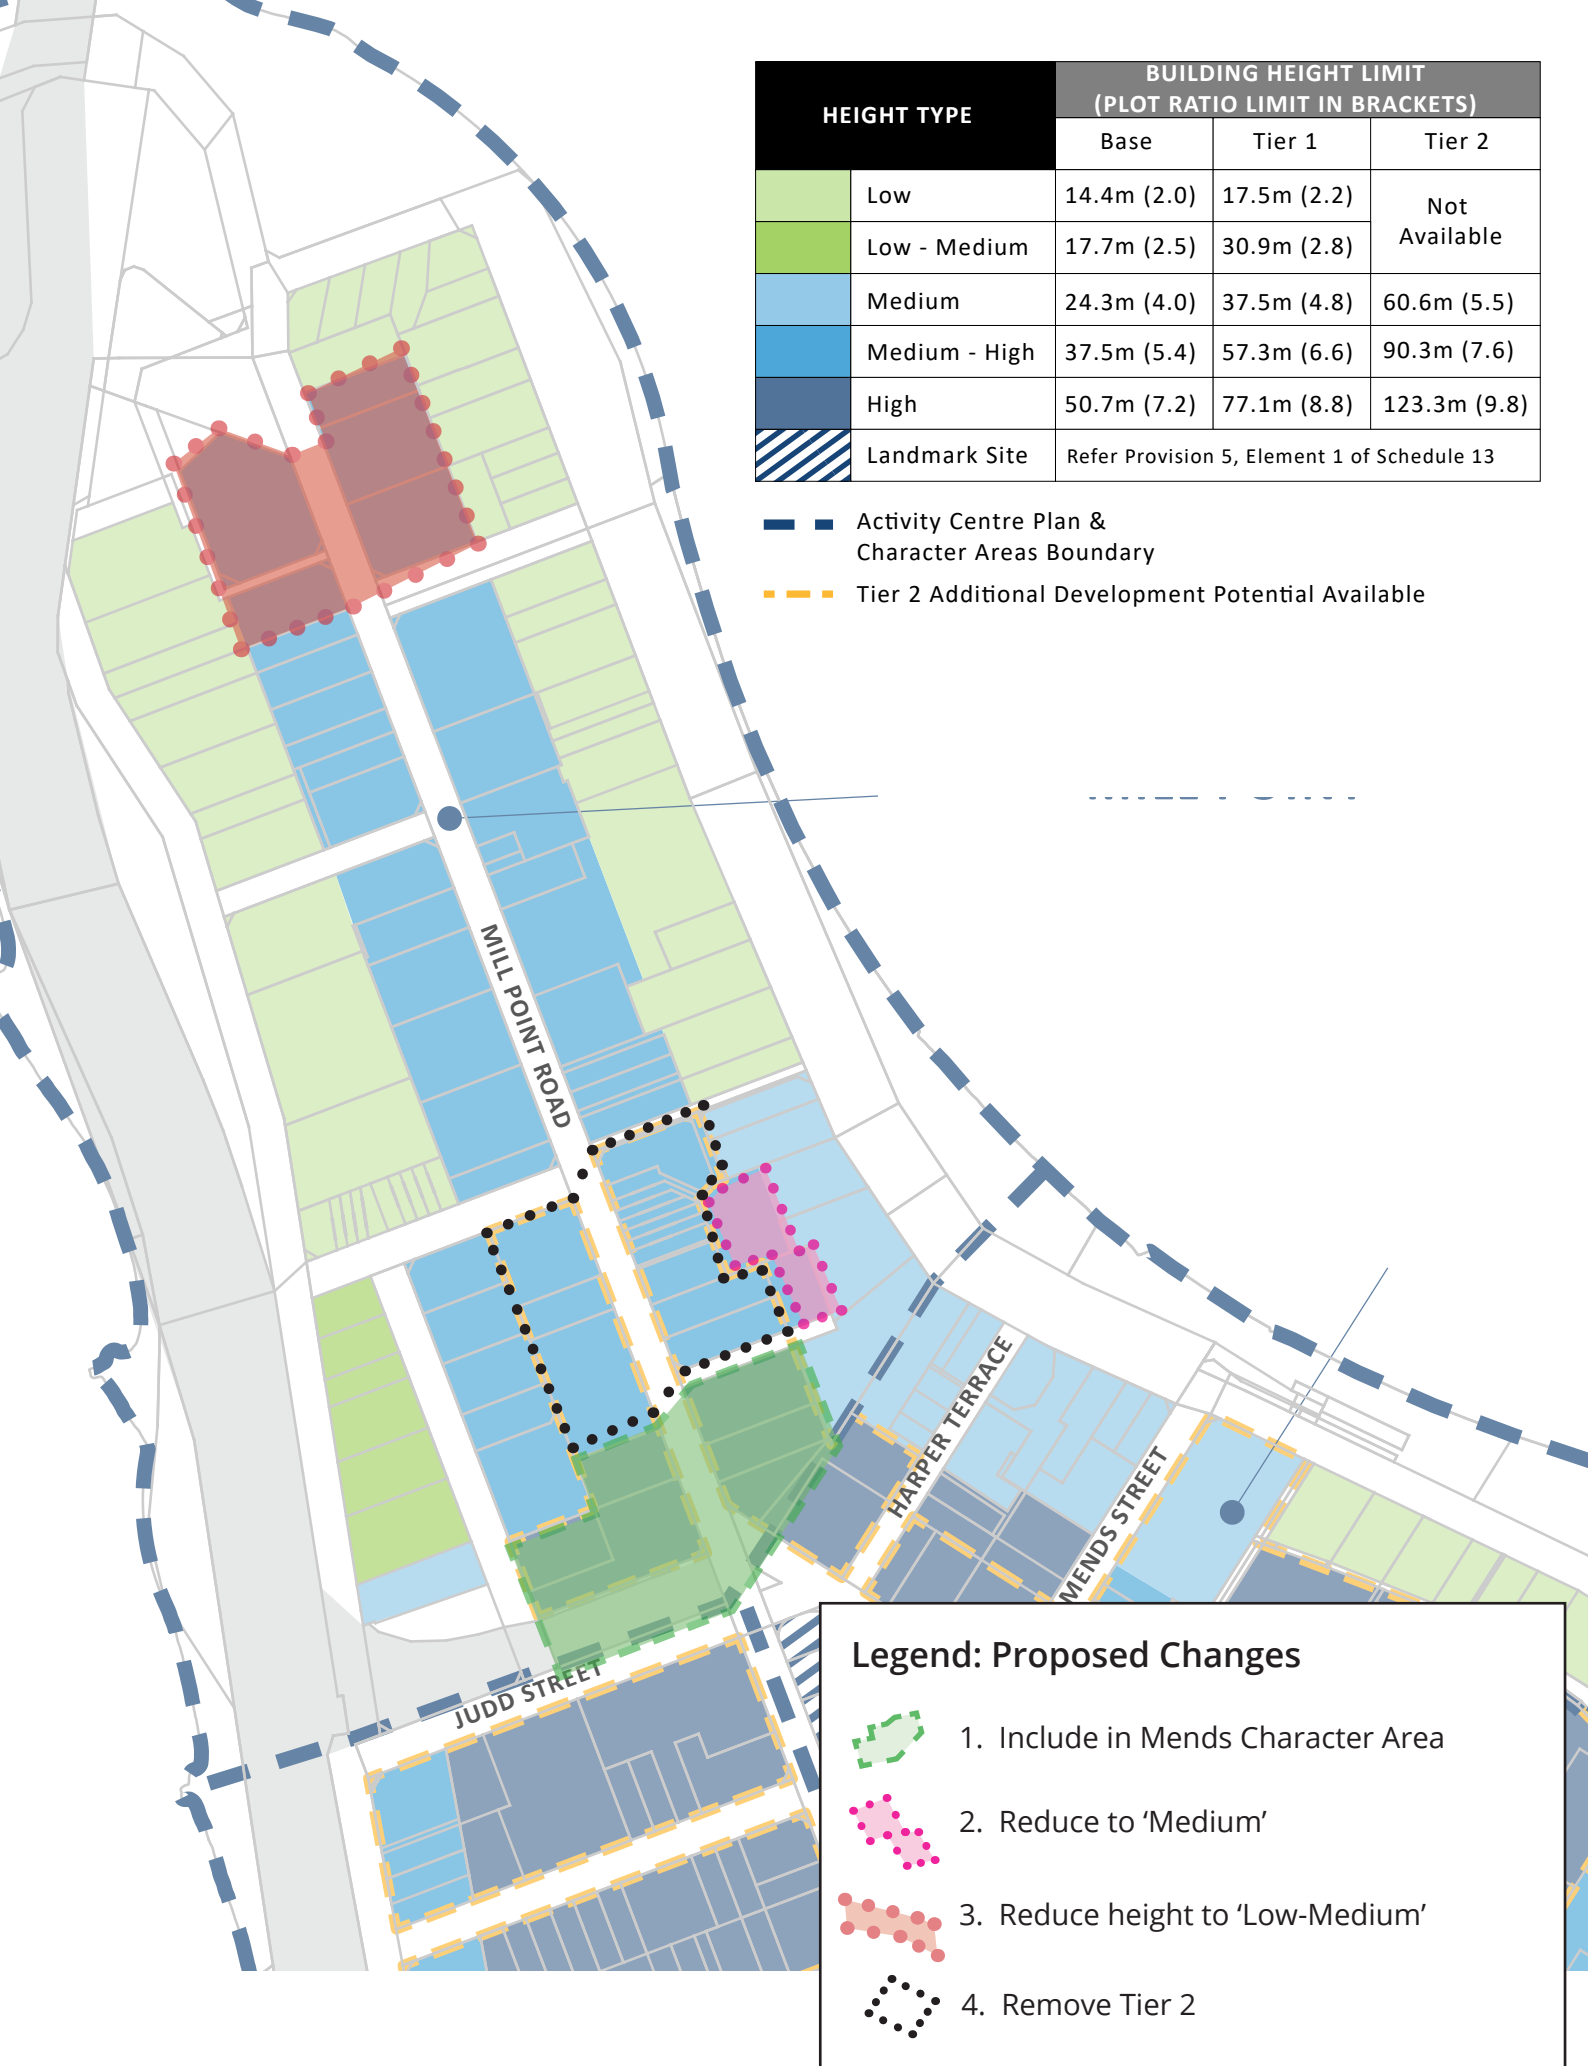 HEIGHT TYPE
BUILDING HEIGHT LIMIT
(PLOT RATIO LIMIT IN BRACKETS)
Base Tier 1 Tier 2
Low 14.4m (2.0) 17.5m (2.2) Not
Available
Low - Medium 17.7m (2.5) 30.9m (2.8)
Medium 24.3m (4.0) 37.5m (4.8) 60.6m (5.5)
Medium - High 37.5m (5.4) 57.3m (6.6) 90.3m (7.6)
High 50.7m (7.2) 77.1m (8.8) 123.3m (9.8)
Landmark Site Refer Provision 5, Element 1 of Schedule 13
Activity Centre Plan &
Character Areas Boundary
Tier 2 Additional Development Potential Available
MILL POINT ROAD
HARPER TERRACE
MENDS STREET
JUDD STREET
Legend: Proposed Changes
1. Include in Mends Character Area
2. Reduce to ‘Medium’
3. Reduce height to ‘Low-Medium’
4. Remove Tier 2